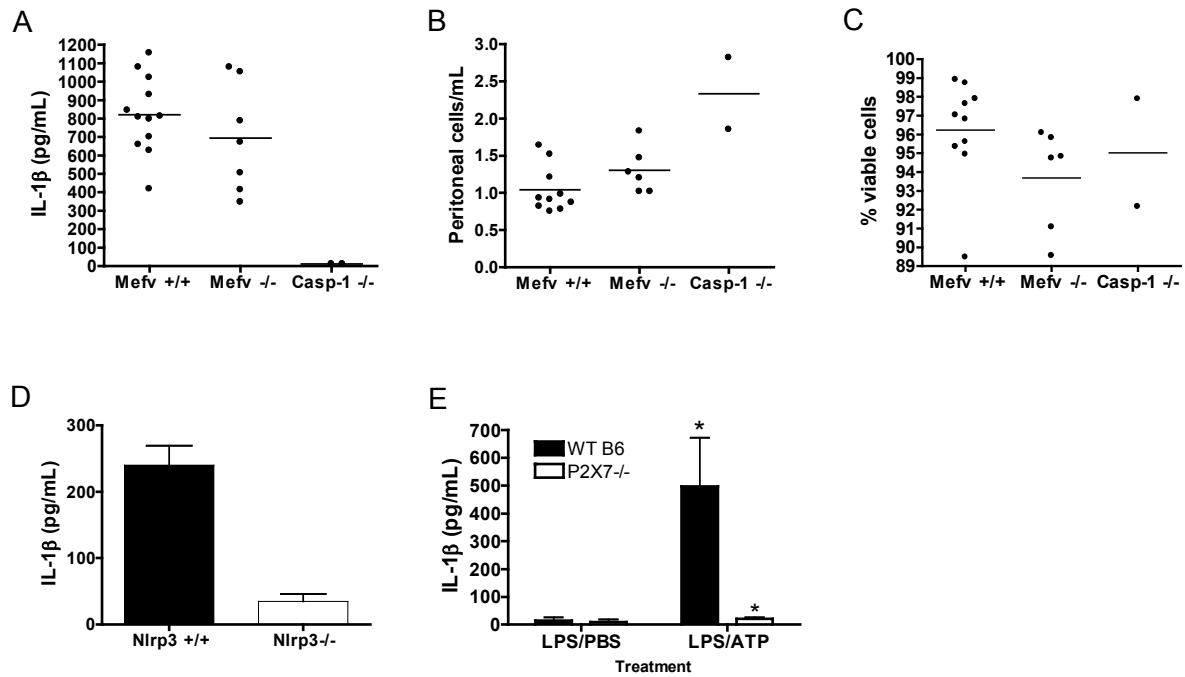 A
IL-1β (pg/mL)
1200
1100
1000
900
800
700
600
500
400
300
200
100
0
Mefv +/+ Mefv -/- Casp-1 -/-
B
Peritoneal cells/mL
3.0
2.5
2.0
1.5
1.0
0.5
0.0
Mefv +/+ Mefv -/- Casp-1 -/-
C
% viable cells
100
99
98
97
96
95
94
93
92
91
90
89
Mefv +/+ Mefv -/- Casp-1 -/-
D
IL-1β (pg/mL)
300
200
100
0
Nlrp3 +/+ Nlrp3-/-
E
IL-1β (pg/mL)
700
600
500
400
300
200
100
0
WT B6
P2X7-/-
*
*
LPS/PBS LPS/ATP
Treatment